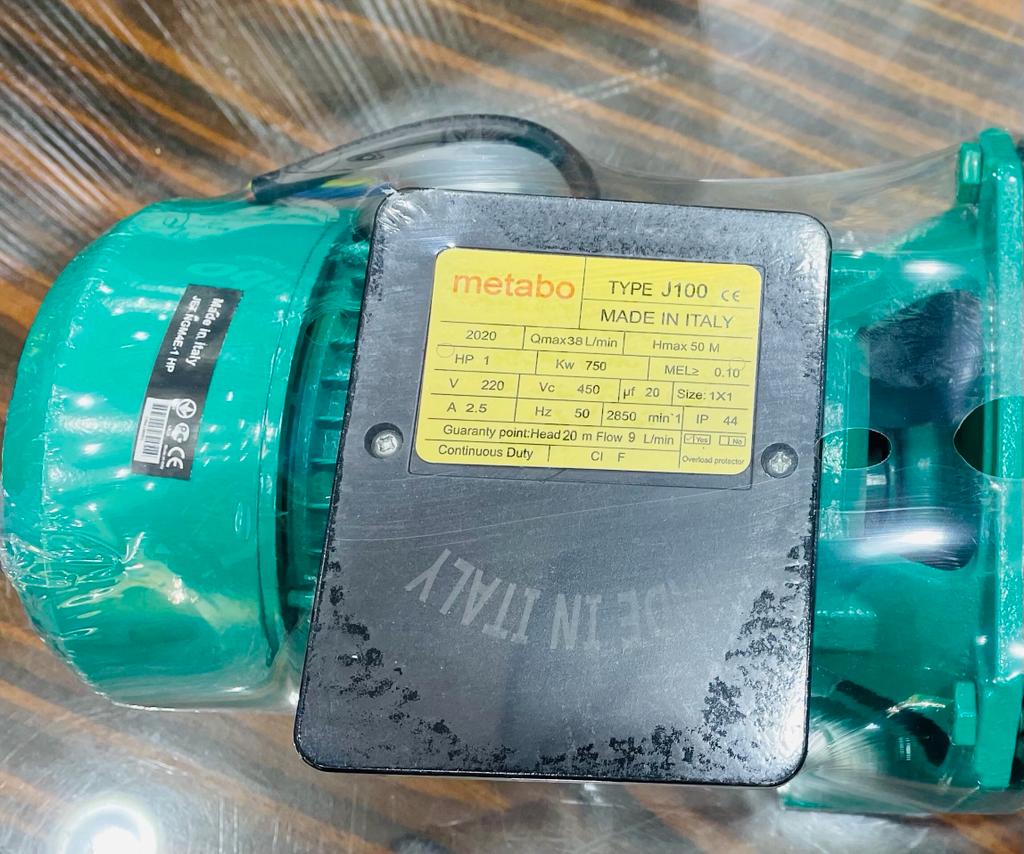 metabo
TYPE J100 CE
MADE IN ITALY
2020 Qmax38 L/min Hmax 50 M
HP 1 Kw 750 MEL≥ 0.10
V 220 Vc 450 µf 20 Size: 1X1
A 2.5 Hz 50 2850 min¯1 IP 44
Guaranty point:Head 20 m Flow 9 L/min Yes No
Continuous Duty Cl F Overload protector
Made in.italy
CE
IN ITALY